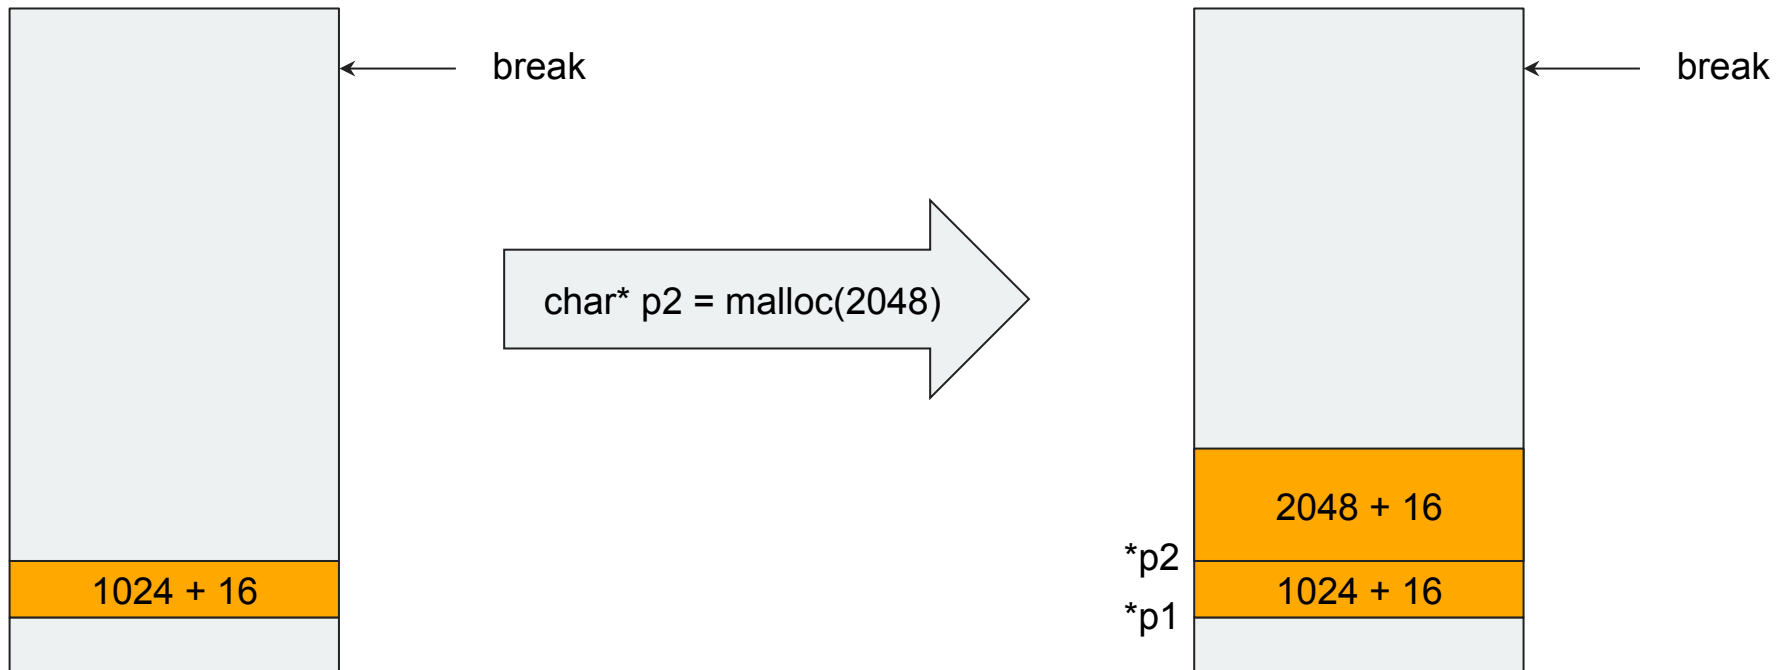 break
1024 + 16
char* p2 = malloc(2048)
break
2048 + 16
*p2
1024 + 16
*p1